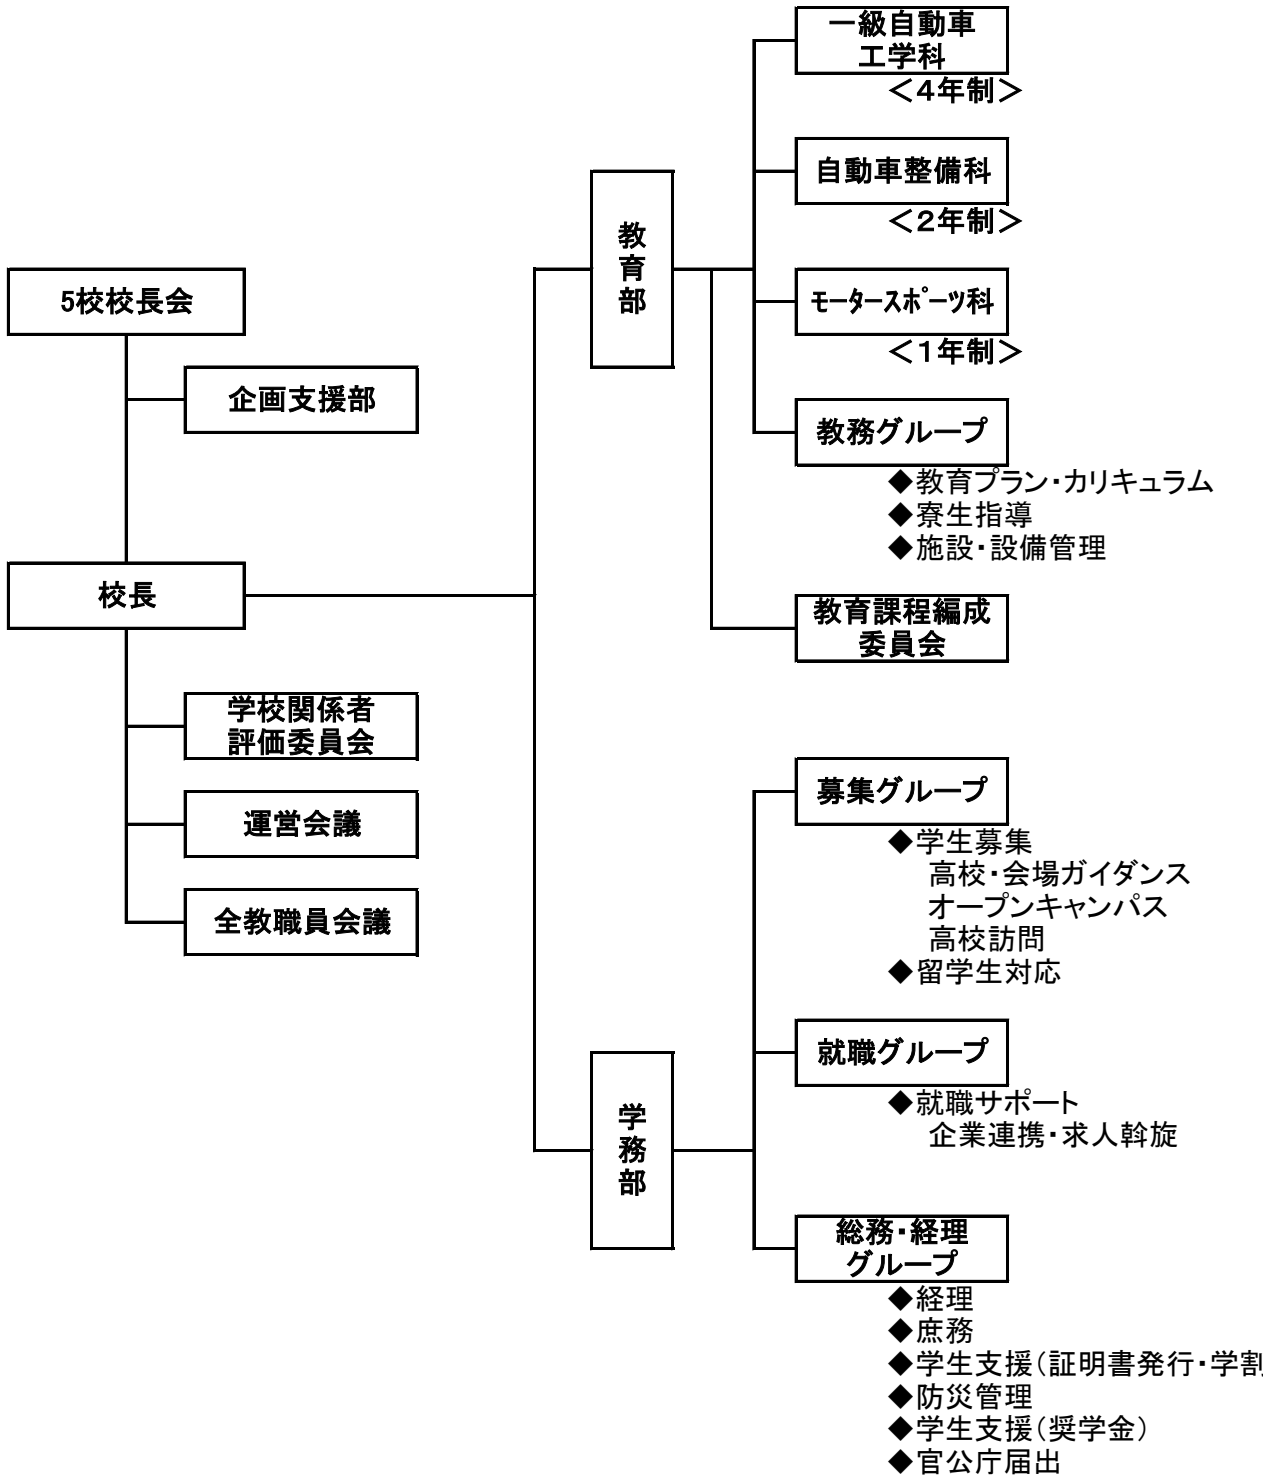 5校校長会
企画支援部
校長
学校関係者
評価委員会
運営会議
全教職員会議
教
育
部
一級自動車
工学科
＜4年制＞
自動車整備科
＜2年制＞
ﾓｰﾀｰｽﾎﾟｰﾂ科
＜1年制＞
教務グループ
◆教育プラン・カリキュラム
◆寮生指導
◆施設・設備管理
教育課程編成
委員会
学
務
部
募集グループ
◆学生募集
高校・会場ガイダンス
オープンキャンパス
高校訪問
◆留学生対応
就職グループ
◆就職サポート
企業連携・求人斡旋
総務・経理
グループ
◆経理
◆庶務
◆学生支援（証明書発行・学割
◆防災管理
◆学生支援（奨学金）
◆官公庁届出